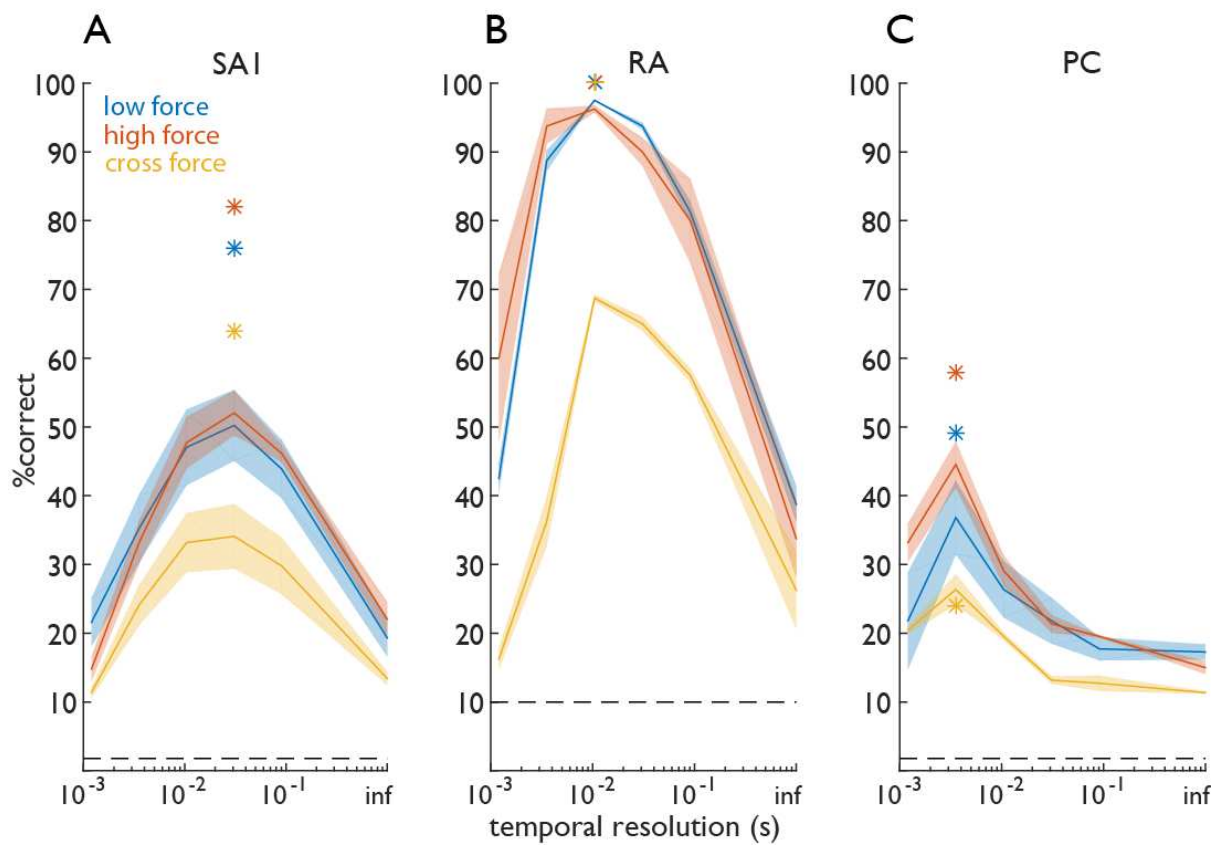 A
B
C
SA1
RA
PC
low force
high force
cross force
%correct
100
90
80
70
60
50
40
30
20
10
10⁻³
10⁻²
10⁻¹
inf
100
90
80
70
60
50
40
30
20
10
10⁻³
10⁻²
10⁻¹
inf
100
90
80
70
60
50
40
30
20
10
10⁻³
10⁻²
10⁻¹
inf
temporal resolution (s)